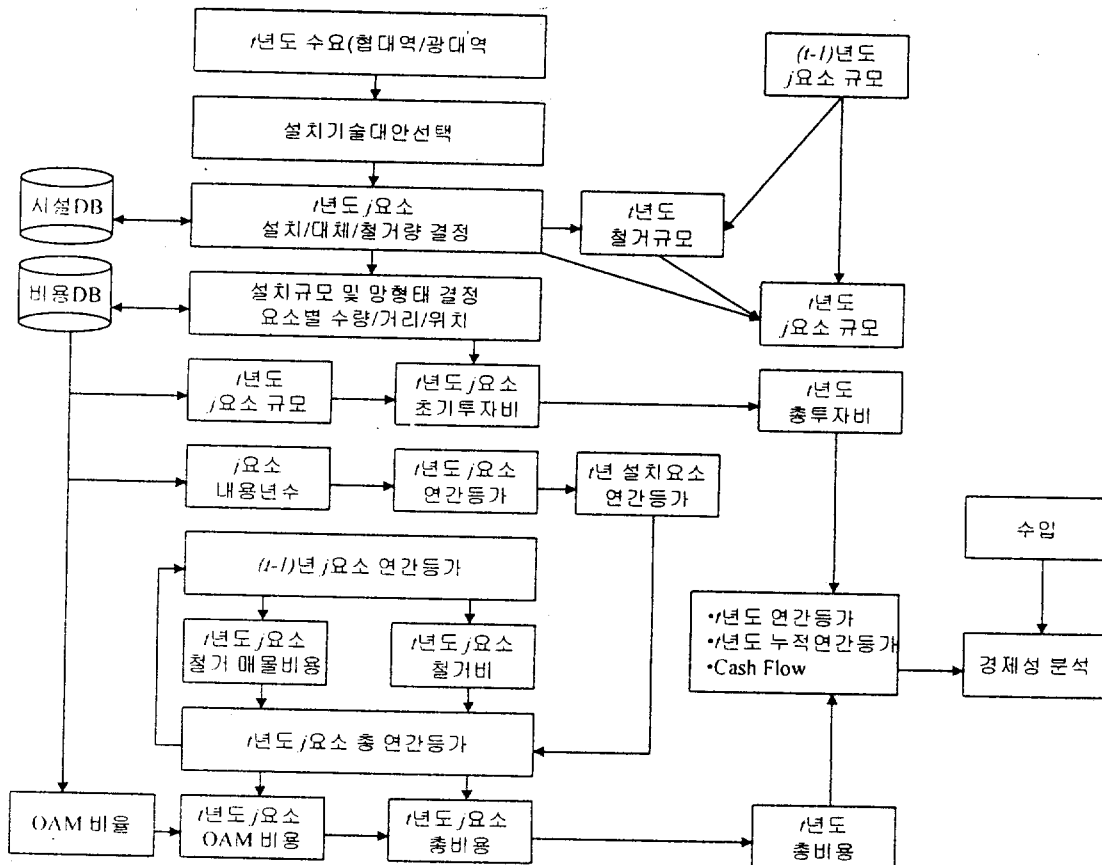 t년도 수요(협대역/광대역
(t-1)년도
j요소 규모
설치기술대안선택
시설DB
t년도 j요소
설치/대체/철거량 결정
t년도
철거규모
비용DB
설치규모 및 망형태 결정
요소별 수량/거리/위치
t년도
j요소 규모
t년도
j요소 규모
t년도 j요소
초기투자비
t년도
총투자비
j요소
내용년수
t년도 j요소
연간등가
t년 설치요소
연간등가
수입
(t-1)년 j요소 연간등가
t년도 j요소
철거 매몰비용
t년도 j요소
철거비
•t년도 연간등가
•t년도 누적연간등가
•Cash Flow
경제성 분석
t년도 j요소 총 연간등가
OAM 비율
t년도 j요소
OAM 비용
t년도 j요소
총비용
t년도
총비용